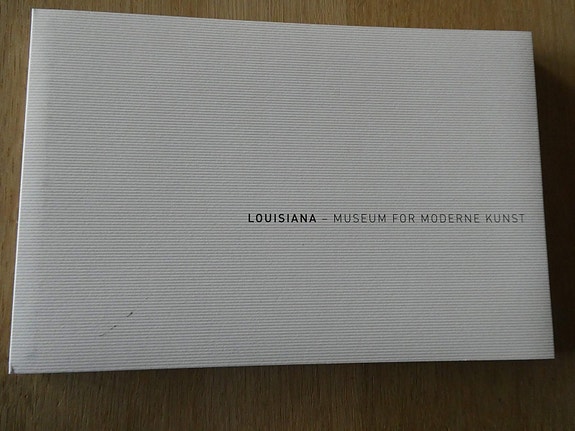 LOUISIANA – MUSEUM FOR MODERNE KUNST